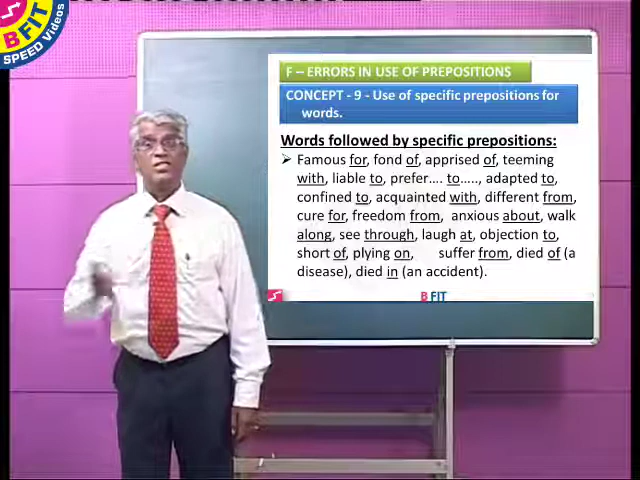 B FIT
SPEED Videos
F – ERRORS IN USE OF PREPOSITIONS
CONCEPT - 9 - Use of specific prepositions for
words.
Words followed by specific prepositions:
➢ Famous for, fond of, apprised of, teeming
with, liable to, prefer.... to....., adapted to,
confined to, acquainted with, different from,
cure for, freedom from, anxious about, walk
along, see through, laugh at, objection to,
short of, plying on, suffer from, died of (a
disease), died in (an accident).
B FIT